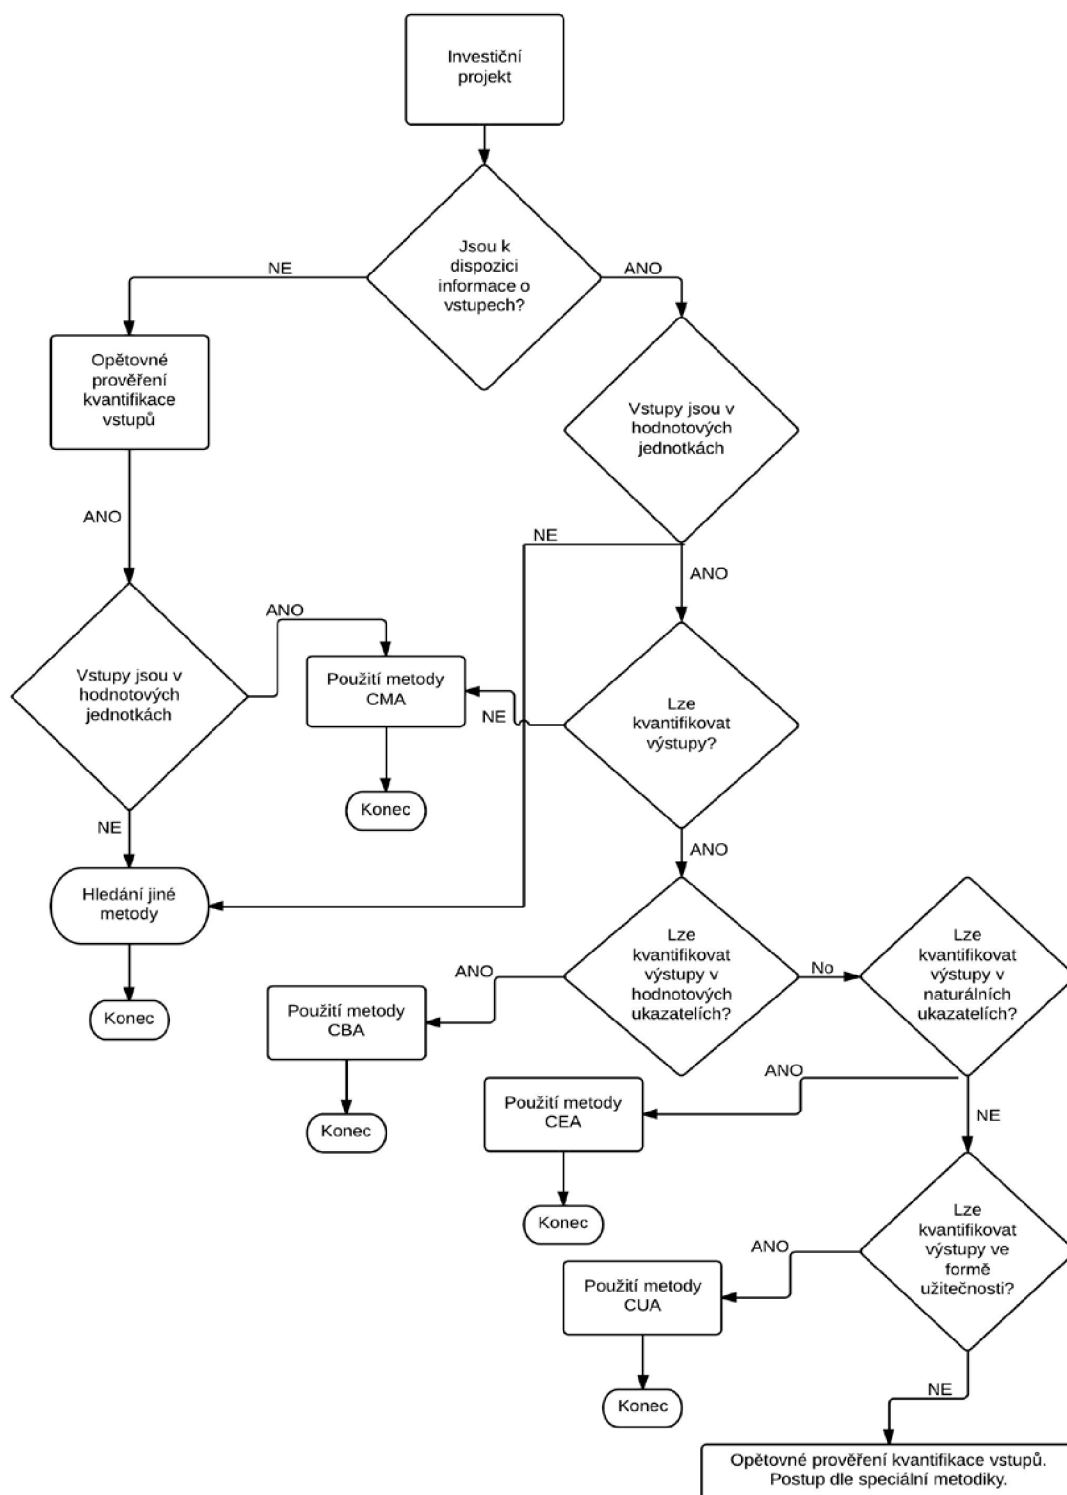 Investiční
projekt
Jsou k
dispozici
informace o
vstupech?
NE
ANO
Opětovné
prověření
kvantifikace
vstupů
Vstupy jsou v
hodnotových
jednotkách
ANO
NE
ANO
ANO
Vstupy jsou v
hodnotových
jednotkách
Použití metody
CMA
NE
Lze
kvantifikovat
výstupy?
Konec
NE
ANO
Hledání jiné
metody
Lze
kvantifikovat
výstupy v
hodnotových
ukazatelích?
No
Lze
kvantifikovat
výstupy v
naturálních
ukazatelích?
ANO
Konec
Použití metody
CBA
ANO
Použití metody
CEA
NE
Konec
Konec
Lze
kvantifikovat
výstupy ve
formě
užitečnosti?
ANO
Použití metody
CUA
NE
Konec
Opětovné prověření kvantifikace vstupů.
Postup dle speciální metodiky.